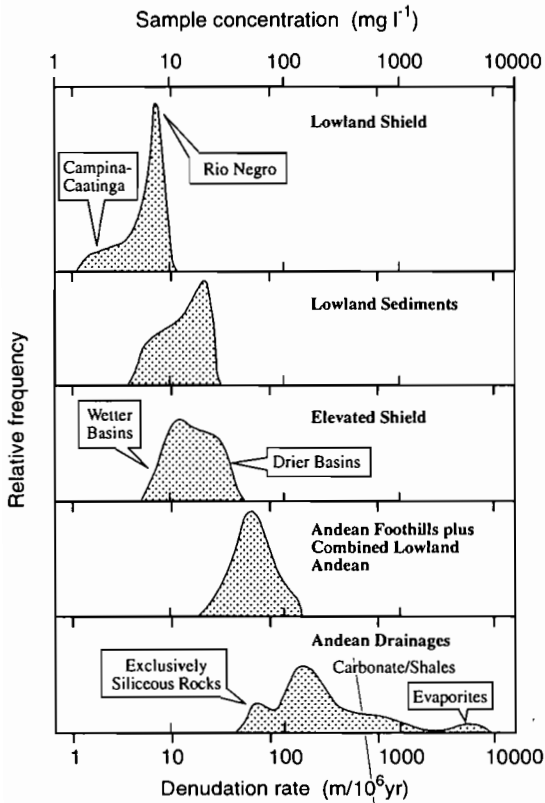 Sample concentration (mg l⁻¹)
1 10 100 1000 10000
Lowland Shield
Campina-
Caatinga
Rio Negro
Lowland Sediments
Relative frequency
Elevated Shield
Wetter
Basins
Drier Basins
Andean Foothills plus
Combined Lowland
Andean
Andean Drainages
Exclusively
Siliceous Rocks
Carbonate/Shales
Evaporites
1 10 100 1000 10000
Denudation rate (m/10⁶yr)